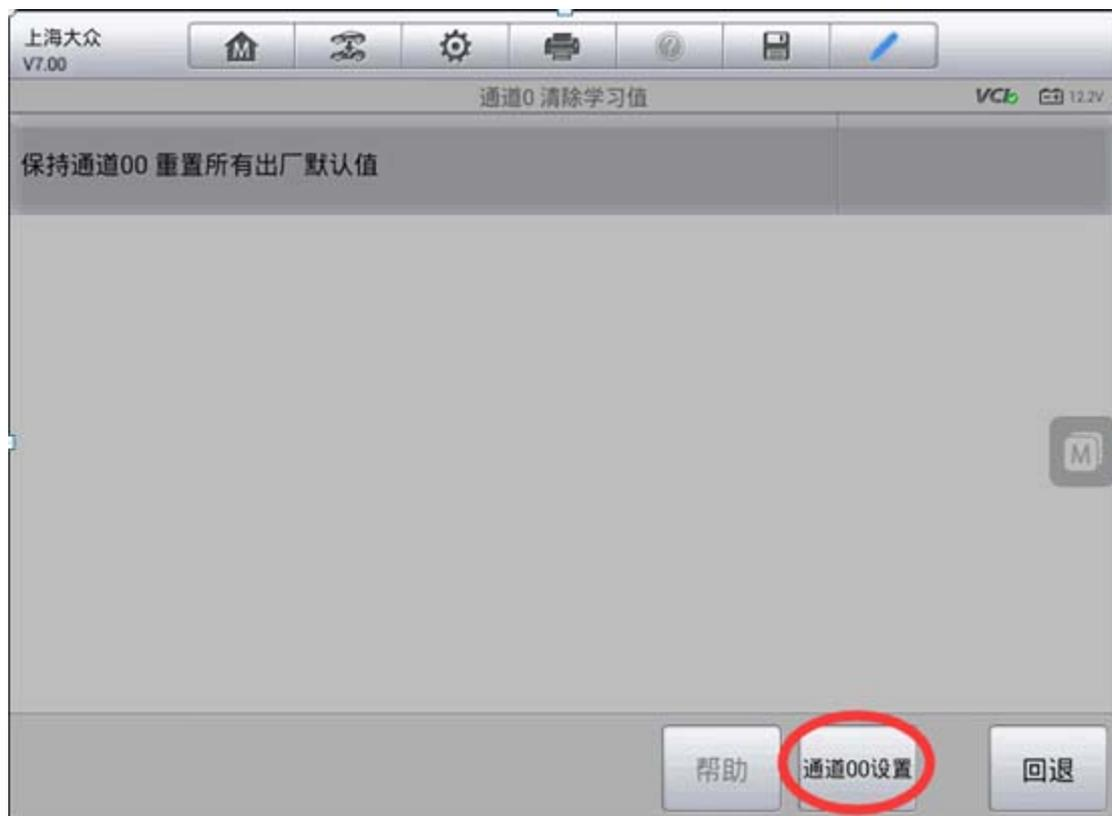 上海大众
V7.00
通道0 清除学习值
VCI
12.2V
保持通道00 重置所有出厂默认值
M
帮助
通道00设置
回退